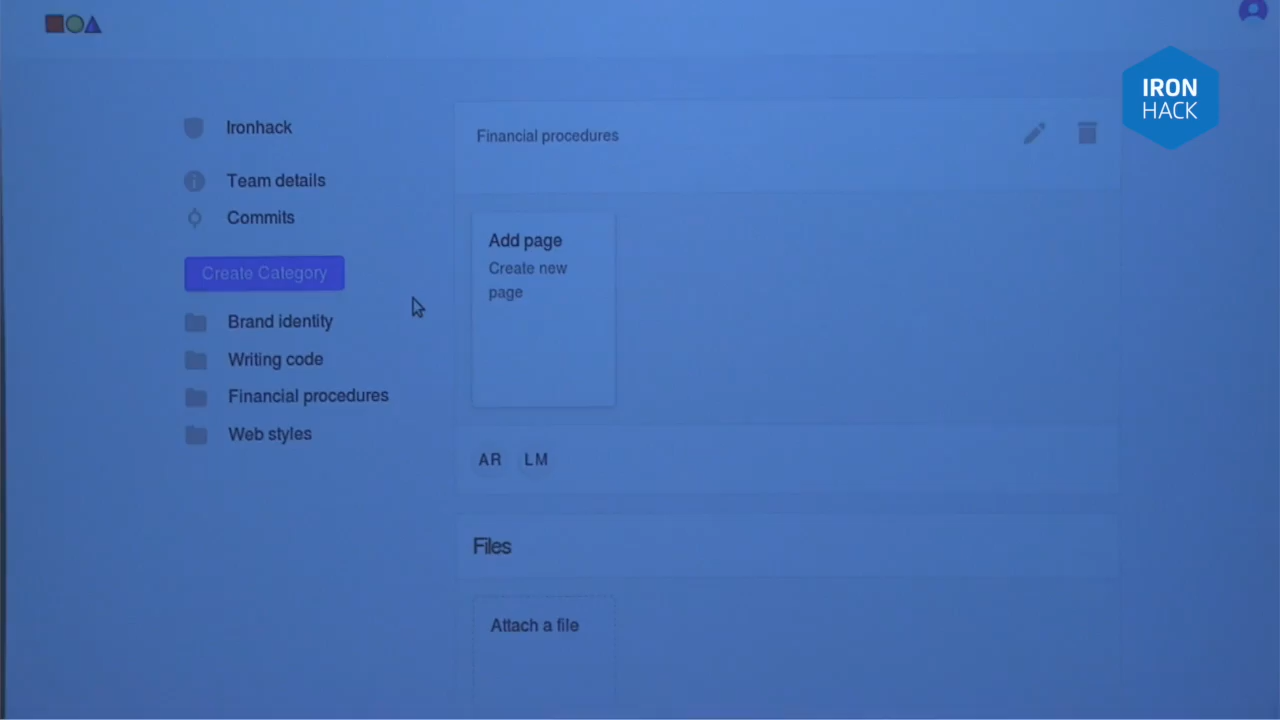 IRON
HACK
Ironhack
Team details
Commits
Create Category
Brand identity
Writing code
Financial procedures
Web styles
Financial procedures
Add page
Create new
page
AR LM
Files
Attach a file